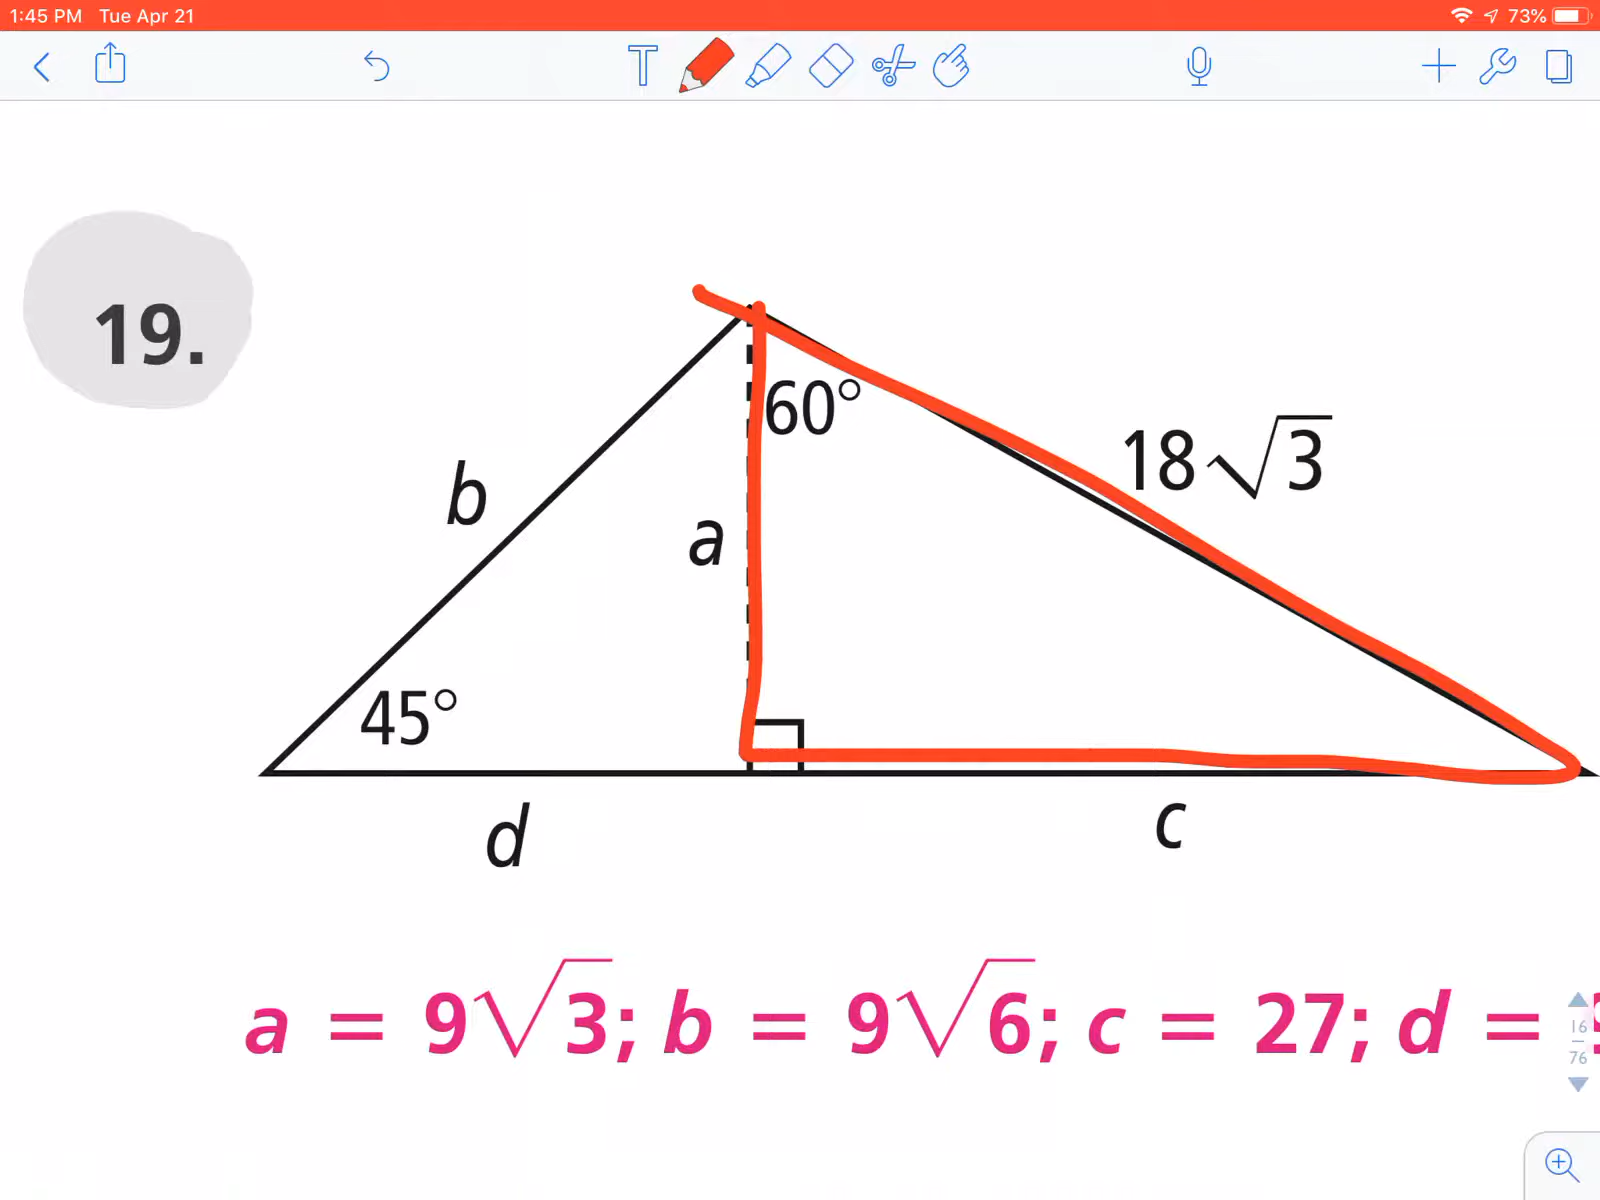 1:45 PM Tue Apr 21
73%
T
19.
60°
18√3
b
a
45°
d
c
a = 9√3; b = 9√6; c = 27; d =
16
76